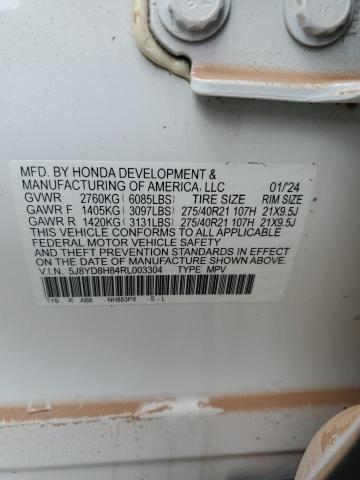 MFD. BY HONDA DEVELOPMENT &
MANUFACTURING OF AMERICA, LLC 01/24
GVWR 2760KG( 6085LBS) TIRE SIZE RIM SIZE
GAWR F 1405KG( 3097LBS) 275/40R21 107H 21X9.5J
GAWR R 1420KG( 3131LBS) 275/40R21 107H 21X9.5J
THIS VEHICLE CONFORMS TO ALL APPLICABLE
FEDERAL MOTOR VEHICLE SAFETY
AND THEFT PREVENTION STANDARDS IN EFFECT
ON THE DATE OF MANUFACTURE SHOWN ABOVE.
V.I.N. 5J8YD8H84RL003304 TYPE MPV
TYB R AB8 -NH883PX -S-L